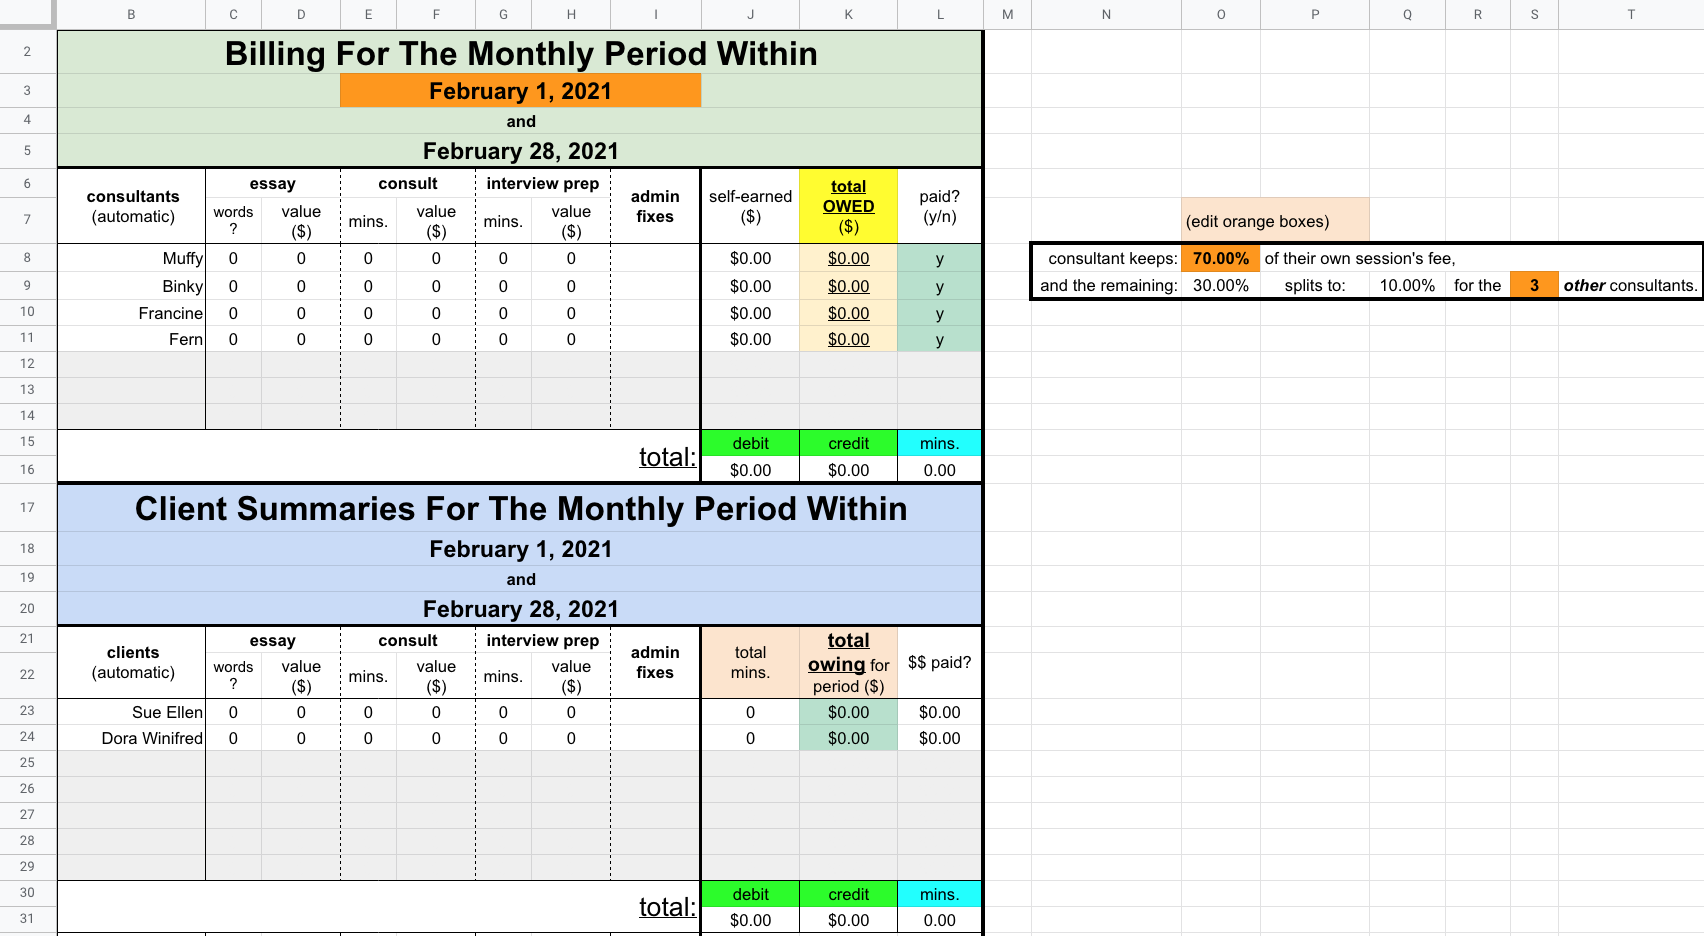 B C D E F G H I J K L M N O P Q R S T
2 Billing For The Monthly Period Within
3 February 1, 2021
4 and
5 February 28, 2021
6 consultants (automatic) essay consult interview prep admin fixes self-earned ($) total OWED ($) paid? (y/n)
7 words ? value ($) mins. value ($) mins. value ($) (edit orange boxes)
8 Muffy 0 0 0 0 0 0 $0.00 $0.00 y consultant keeps: 70.00% of their own session's fee,
9 Binky 0 0 0 0 0 0 $0.00 $0.00 y and the remaining: 30.00% splits to: 10.00% for the 3 other consultants.
10 Francine 0 0 0 0 0 0 $0.00 $0.00 y
11 Fern 0 0 0 0 0 0 $0.00 $0.00 y
12
13
14
15 total: debit credit mins.
16 $0.00 $0.00 0.00
17 Client Summaries For The Monthly Period Within
18 February 1, 2021
19 and
20 February 28, 2021
21 clients (automatic) essay consult interview prep admin fixes total mins. total owing for period ($) $$ paid?
22 words ? value ($) mins. value ($) mins. value ($)
23 Sue Ellen 0 0 0 0 0 0 0 $0.00 $0.00
24 Dora Winifred 0 0 0 0 0 0 0 $0.00 $0.00
25
26
27
28
29
30 total: debit credit mins.
31 $0.00 $0.00 0.00